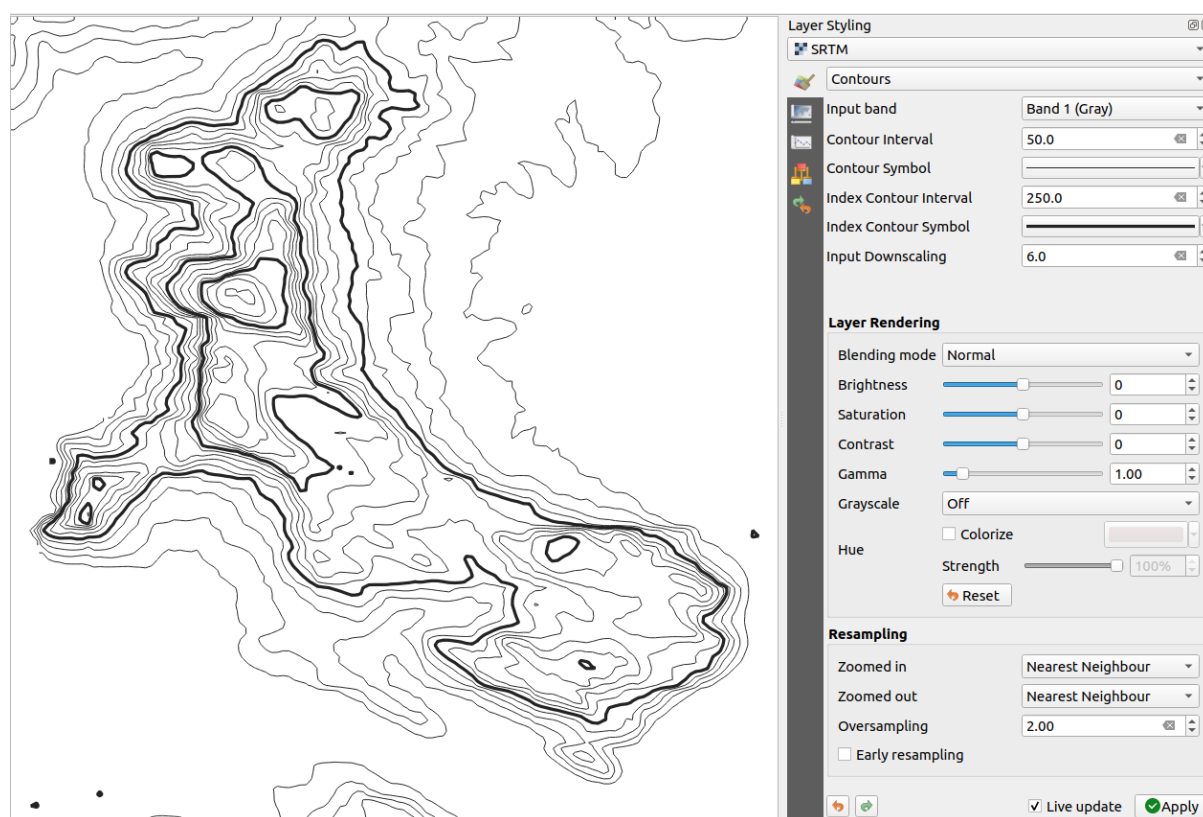 Layer Styling
SRTM
Contours
Input band Band 1 (Gray)
Contour Interval 50.0
Contour Symbol
Index Contour Interval 250.0
Index Contour Symbol
Input Downscaling 6.0
Layer Rendering
Blending mode Normal
Brightness 0
Saturation 0
Contrast 0
Gamma 1.00
Grayscale Off
Hue
Colorize
Strength 100%
Reset
Resampling
Zoomed in Nearest Neighbour
Zoomed out Nearest Neighbour
Oversampling 2.00
Early resampling
Live update Apply